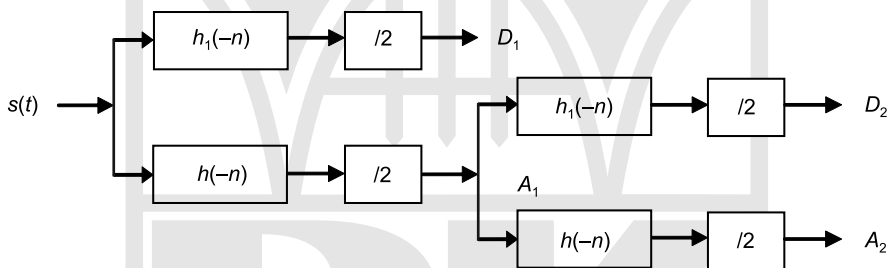 h₁(–n) /2 D₁
s(t) h₁(–n) /2 D₂
h(–n) /2 A₁
h(–n) /2 A₂